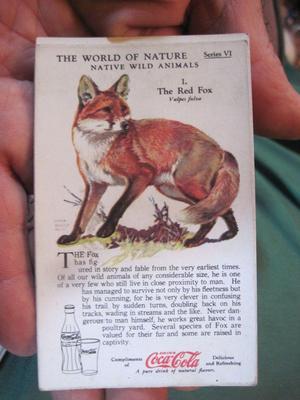 THE WORLD OF NATURE Series VI
NATIVE WILD ANIMALS
1.
The Red Fox
Vulpes fulva
THE Fox
has fig
ured in story and fable from the very earliest times.
Of all our wild animals of any considerable size, he is one
of a very few who still live in close proximity to man. He
has managed to survive not only by his fleetness but
by his cunning, for he is very clever in confusing
his trail by sudden turns, doubling back on his
tracks, wading in streams and the like. Never dan-
gerous to man himself, he works great havoc in a
poultry yard. Several species of Fox are
valued for their fur and some are raised in
captivity.
Compliments of
Coca-Cola
Delicious and Refreshing
A pure drink of natural flavors.